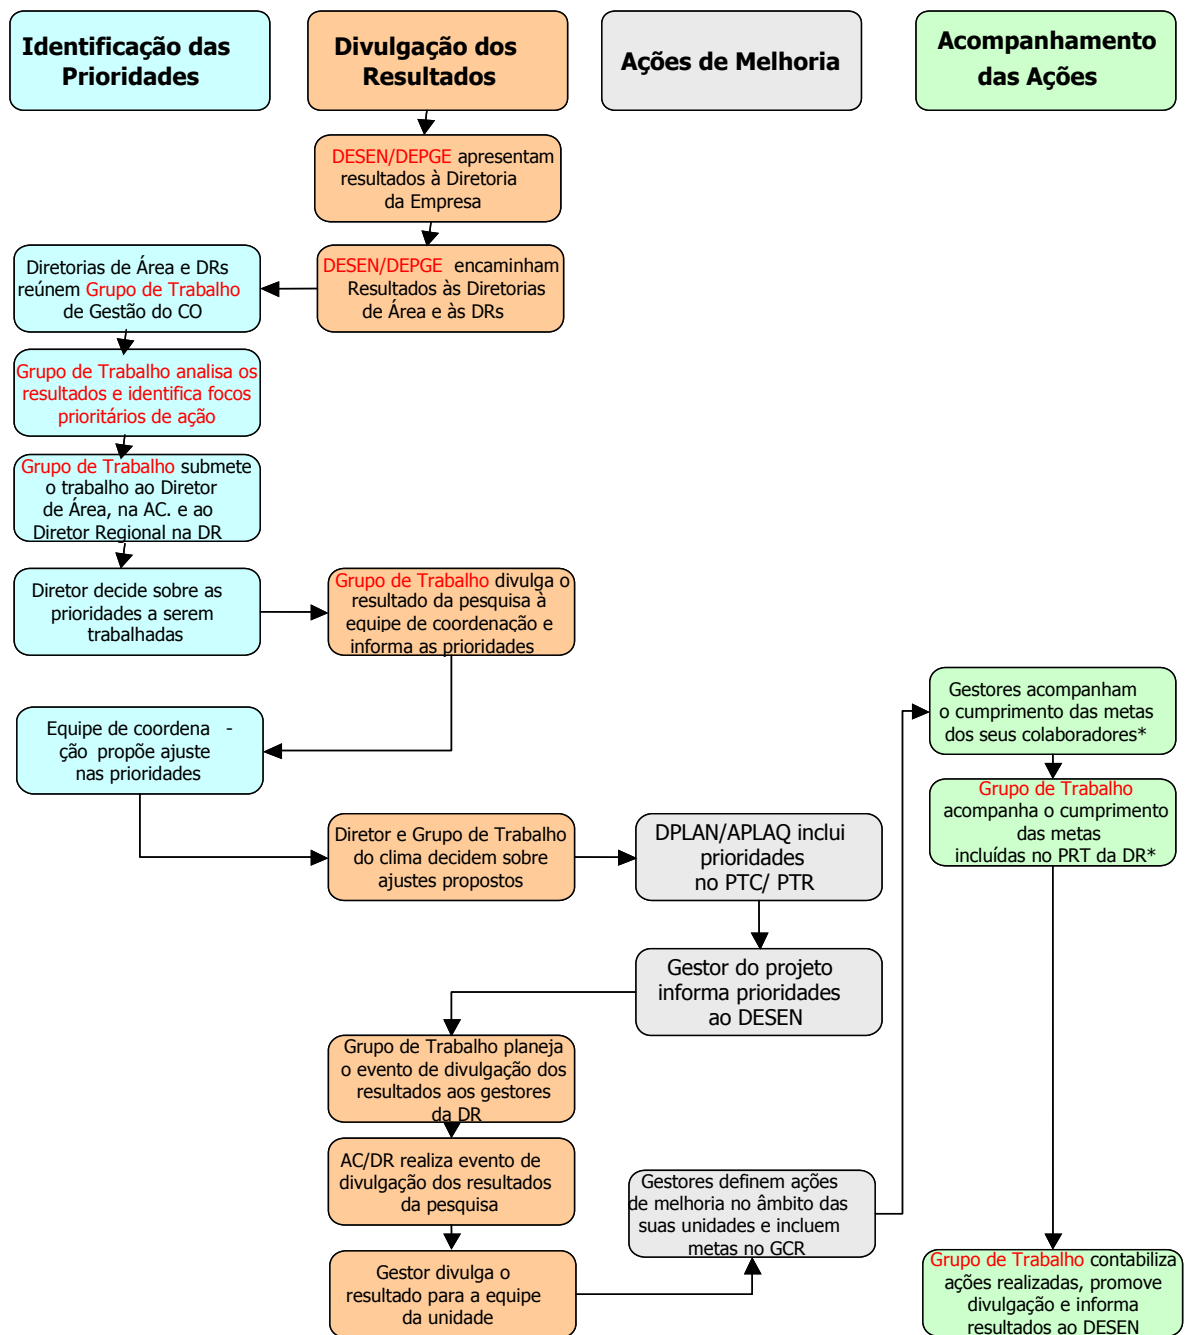 Identificação das
Prioridades
Divulgação dos
Resultados
Ações de Melhoria
Acompanhamento
das Ações
DESEN/DEPGE apresentam
resultados à Diretoria
da Empresa
DESEN/DEPGE encaminham
Resultados às Diretorias
de Área e às DRs
Diretorias de Área e DRs
reúnem Grupo de Trabalho
de Gestão do CO
Grupo de Trabalho analisa os
resultados e identifica focos
prioritários de ação
Grupo de Trabalho submete
o trabalho ao Diretor
de Área, na AC. e ao
Diretor Regional na DR
Diretor decide sobre as
prioridades a serem
trabalhadas
Grupo de Trabalho divulga o
resultado da pesquisa à
equipe de coordenação e
informa as prioridades
Equipe de coordena -
ção propõe ajuste
nas prioridades
Diretor e Grupo de Trabalho
do clima decidem sobre
ajustes propostos
DPLAN/APLAQ inclui
prioridades
no PTC/ PTR
Gestor do projeto
informa prioridades
ao DESEN
Grupo de Trabalho planeja
o evento de divulgação dos
resultados aos gestores
da DR
AC/DR realiza evento de
divulgação dos resultados
da pesquisa
Gestor divulga o
resultado para a equipe
da unidade
Gestores definem ações
de melhoria no âmbito das
suas unidades e incluem
metas no GCR
Gestores acompanham
o cumprimento das metas
dos seus colaboradores*
Grupo de Trabalho
acompanha o cumprimento
das metas
incluídas no PRT da DR*
Grupo de Trabalho contabiliza
ações realizadas, promove
divulgação e informa
resultados ao DESEN